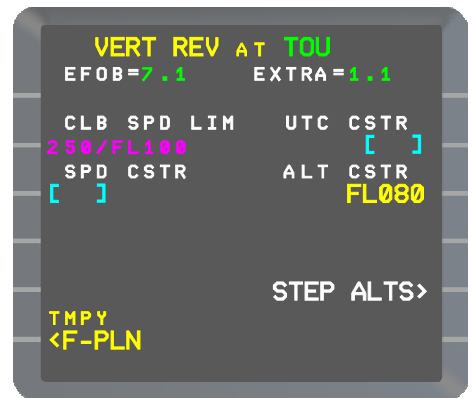 VERT REV AT TOU
EFOB=7.1 EXTRA=1.1
CLB SPD LIM UTC CSTR
250/FL100 [ ]
SPD CSTR ALT CSTR
[ ] FL080
STEP ALTS>
TMPY
<F-PLN